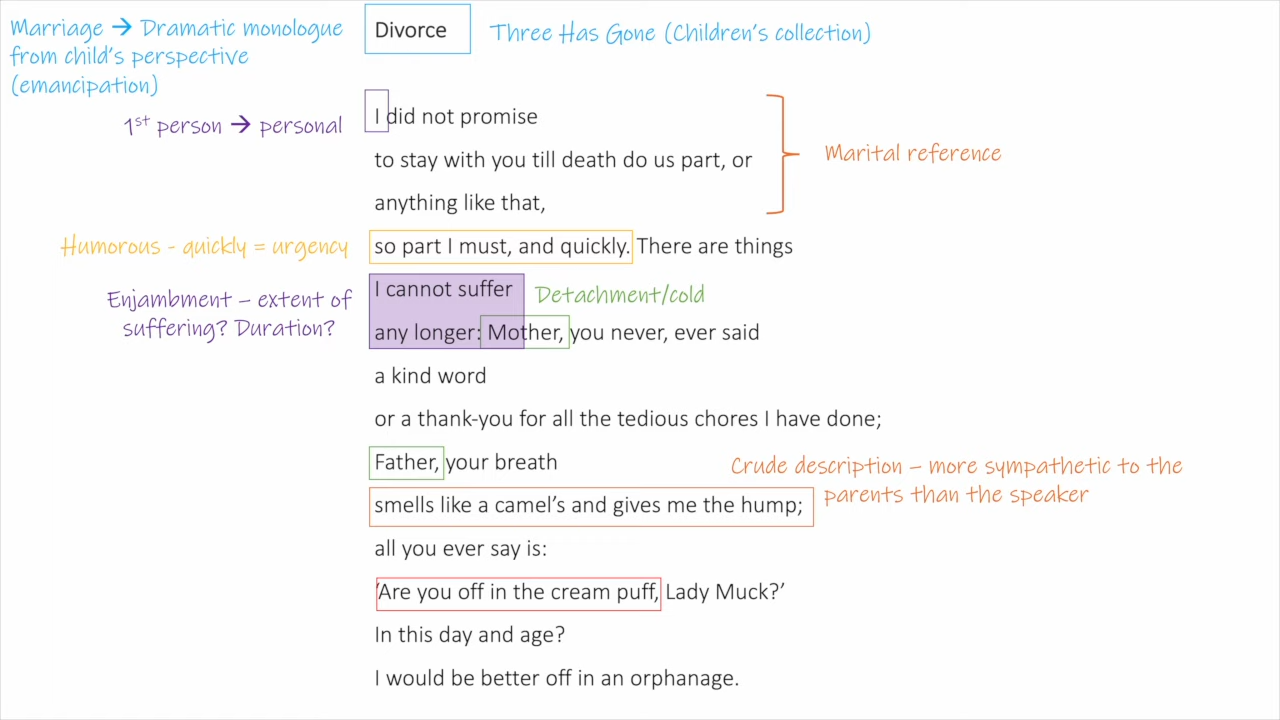 Marriage → Dramatic monologue
from child's perspective
(emancipation)
Divorce
Three Has Gone (Children's collection)
1st person → personal
I did not promise
to stay with you till death do us part, or
anything like that,
Marital reference
Humorous - quickly = urgency
so part I must, and quickly. There are things
I cannot suffer
Enjambment – extent of
suffering? Duration?
Detachment/cold
any longer: Mother, you never, ever said
a kind word
or a thank-you for all the tedious chores I have done;
Father, your breath
Crude description – more sympathetic to the
parents than the speaker
smells like a camel's and gives me the hump;
all you ever say is:
'Are you off in the cream puff, Lady Muck?'
In this day and age?
I would be better off in an orphanage.